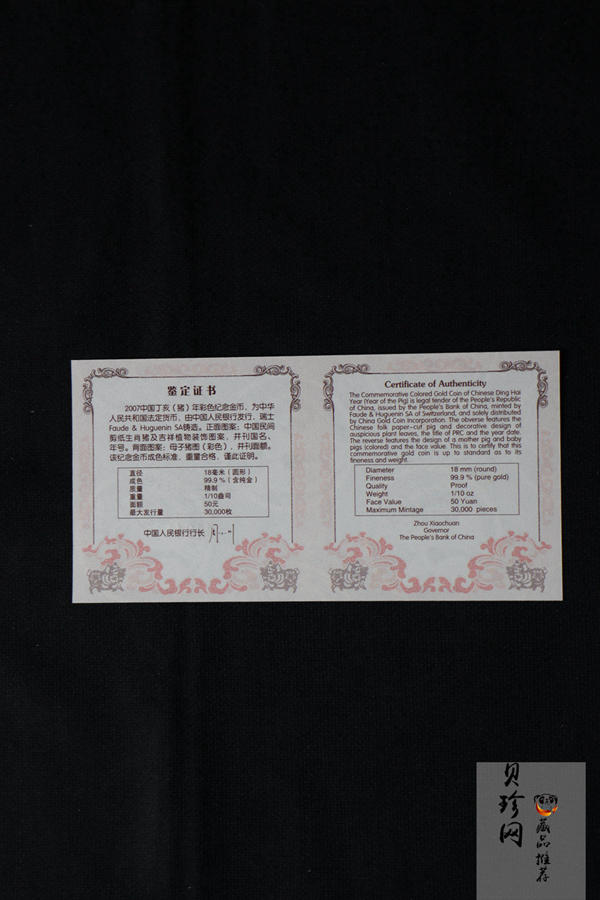 鉴定证书
2007中国丁亥（猪）年彩色纪念金币，为中华
人民共和国法定货币，由中国人民银行发行，瑞士
Faude & Huguenin SA铸造。正面图案：中国民间
剪纸生肖猪及吉祥植物装饰图案，并刊国名、
年号。背面图案：母子猪图（彩色），并刊面额。
该纪念金币成色标准，重量合格，谨此证明。
直径 18毫米（圆形）
成色 99.9％（含纯金）
质量 精制
重量 1/10盎司
面额 50元
最大发行量 30,000枚
中国人民银行行长
Certificate of Authenticity
The Commemorative Colored Gold Coin of Chinese Ding Hai
Year (Year of the Pig) is legal tender of the People's Republic
of China, issued by the People's Bank of China, minted by
Faude & Huguenin SA of Switzerland, and solely distributed
by China Gold Coin Incorporation. The obverse features the
Chinese folk paper-cut pig and decorative design of
auspicious plant leaves, the title of PRC and the year date.
The reverse features the design of a mother pig and baby
pigs (colored) and the face value. This is to certify that this
commemorative gold coin is up to standard as to its
fineness and weight.
Diameter 18 mm (round)
Fineness 99.9 % (pure gold)
Quality Proof
Weight 1/10 oz
Face Value 50 Yuan
Maximum Mintage 30,000 pieces
Zhou Xiaochuan
Governor
The People's Bank of China
贝珍网
藏品推荐